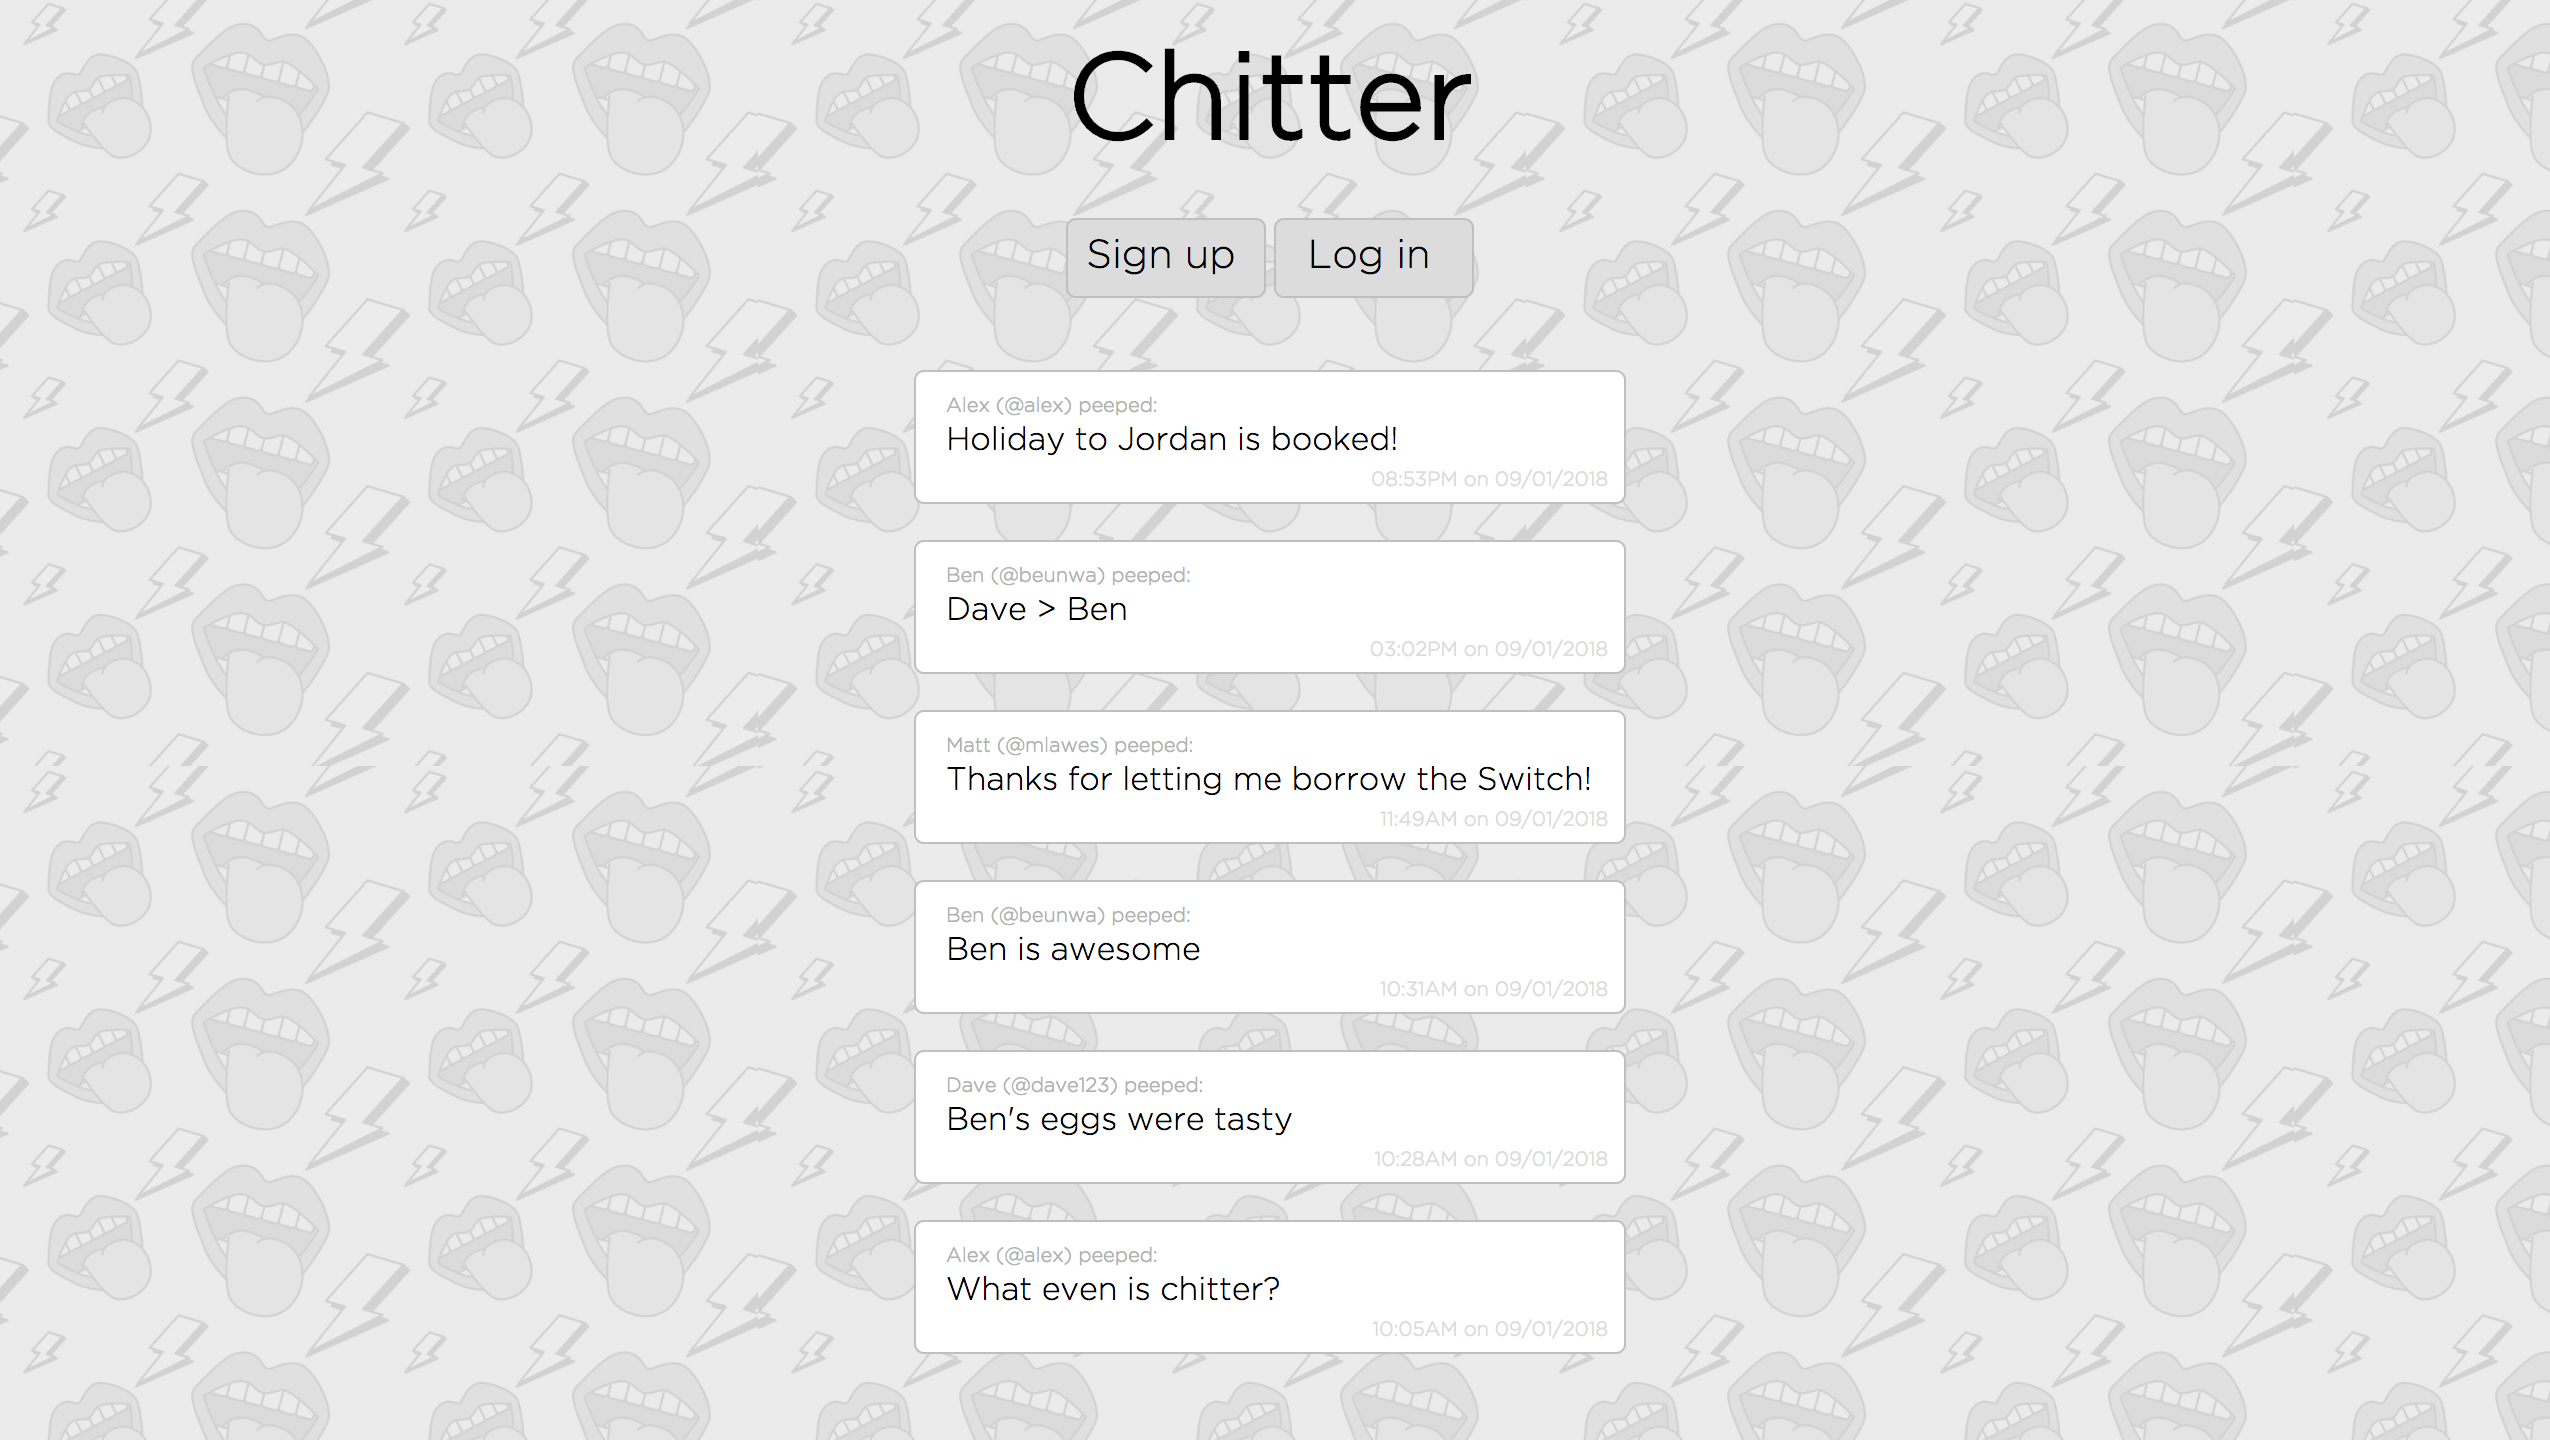 Chitter
Sign up
Log in
Alex (@alex) peeped:
Holiday to Jordan is booked!
08:53PM on 09/01/2018
Ben (@beunwa) peeped:
Dave > Ben
03:02PM on 09/01/2018
Matt (@mlawes) peeped:
Thanks for letting me borrow the Switch!
11:49AM on 09/01/2018
Ben (@beunwa) peeped:
Ben is awesome
10:31AM on 09/01/2018
Dave (@dave123) peeped:
Ben's eggs were tasty
10:28AM on 09/01/2018
Alex (@alex) peeped:
What even is chitter?
10:05AM on 09/01/2018